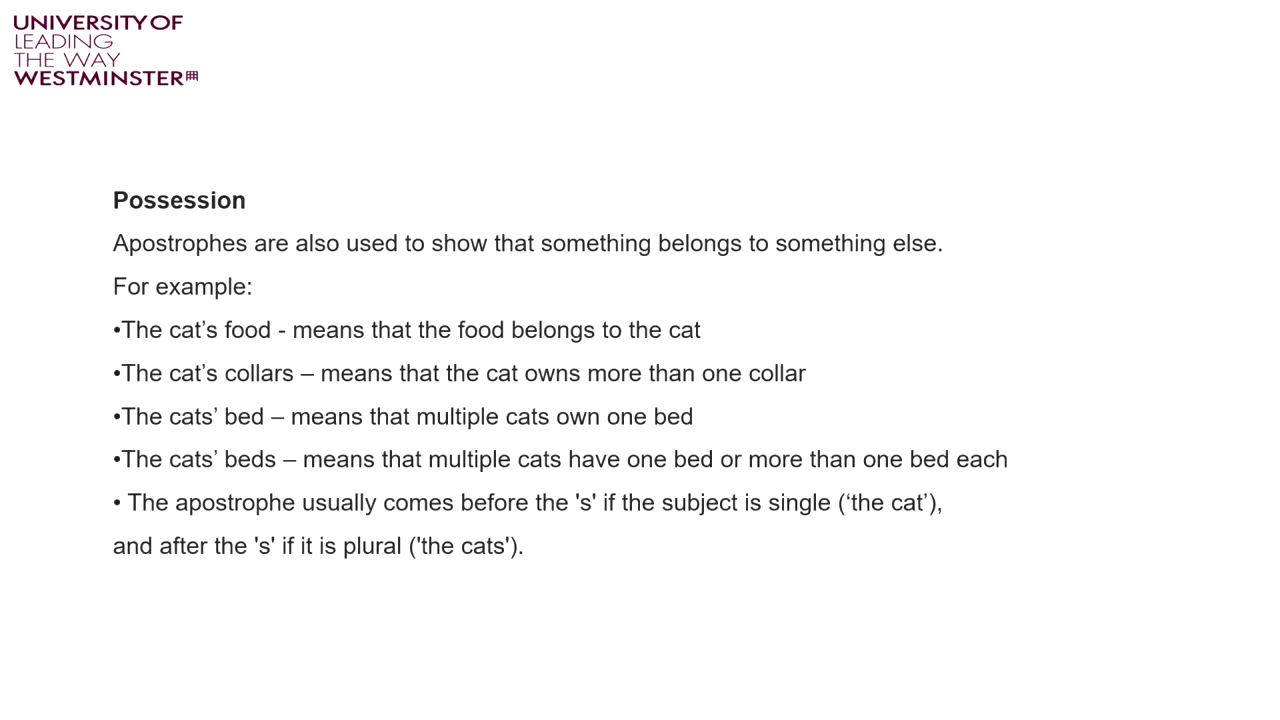 UNIVERSITY OF
LEADING
THE WAY
WESTMINSTER
Possession
Apostrophes are also used to show that something belongs to something else.
For example:
•The cat’s food - means that the food belongs to the cat
•The cat’s collars – means that the cat owns more than one collar
•The cats’ bed – means that multiple cats own one bed
•The cats’ beds – means that multiple cats have one bed or more than one bed each
• The apostrophe usually comes before the 's' if the subject is single (‘the cat’),
and after the 's' if it is plural ('the cats').